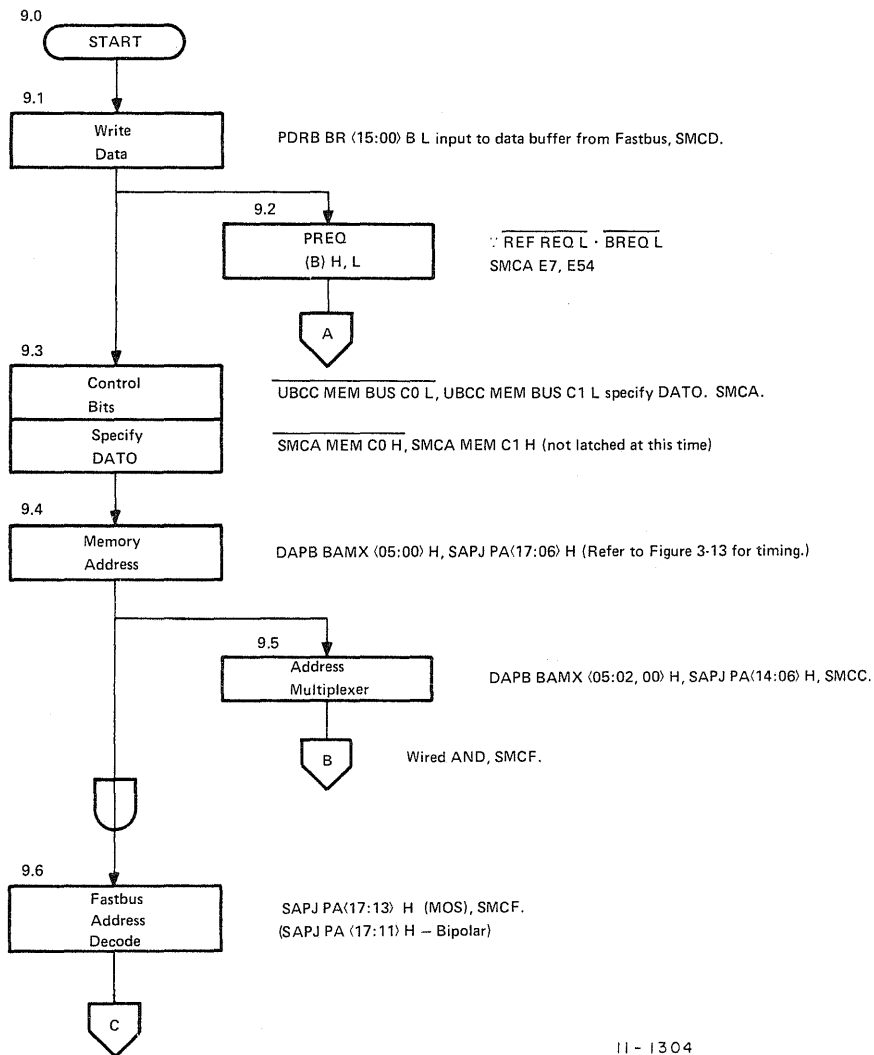 9.0
START
9.1
Write
Data
PDRB BR ⟨15:00⟩ B L input to data buffer from Fastbus, SMCD.
9.2
PREQ
(B) H, L
∵ REF REQ L · BREQ L
SMCA E7, E54
A
9.3
Control
Bits
UBCC MEM BUS C0 L, UBCC MEM BUS C1 L specify DATO. SMCA.
Specify
DATO
SMCA MEM C0 H, SMCA MEM C1 H (not latched at this time)
9.4
Memory
Address
DAPB BAMX ⟨05:00⟩ H, SAPJ PA⟨17:06⟩ H (Refer to Figure 3-13 for timing.)
9.5
Address
Multiplexer
DAPB BAMX ⟨05:02, 00⟩ H, SAPJ PA⟨14:06⟩ H, SMCC.
B
Wired AND, SMCF.
9.6
Fastbus
Address
Decode
SAPJ PA⟨17:13⟩ H (MOS), SMCF.
(SAPJ PA ⟨17:11⟩ H – Bipolar)
C
11-1304